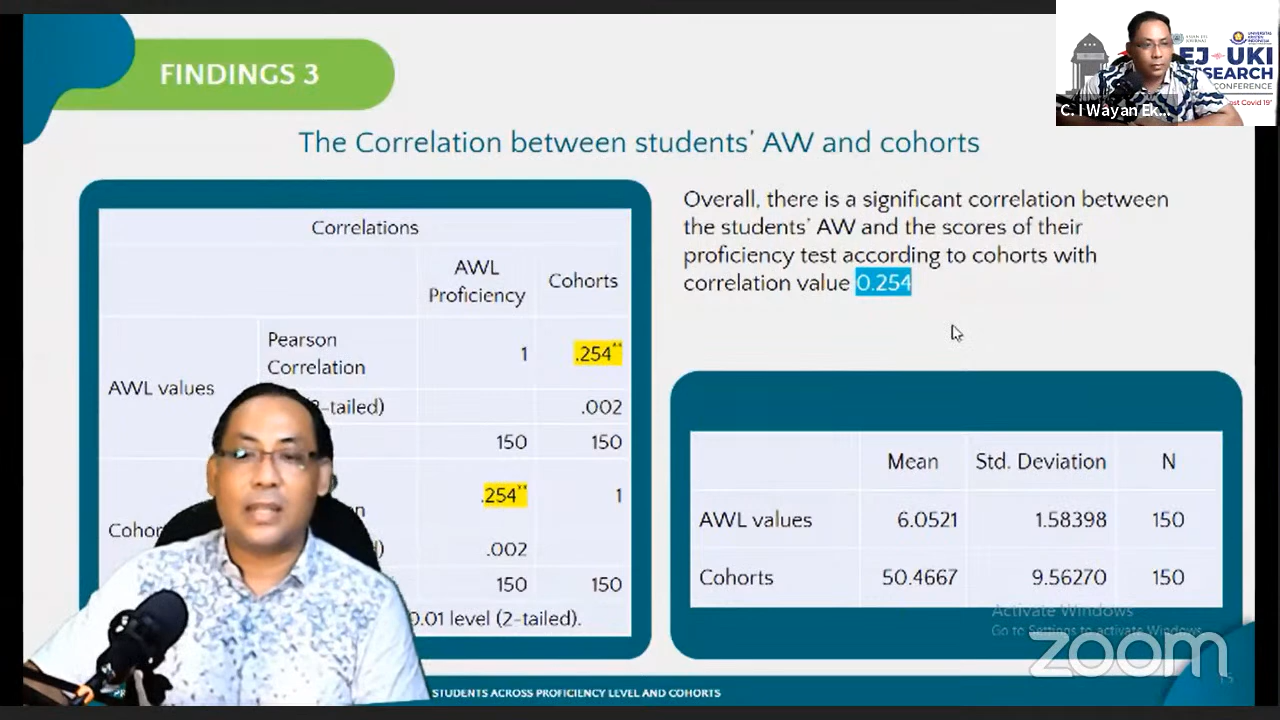 FINDINGS 3
The Correlation between students' AW and cohorts
Correlations
AWL Proficiency
Cohorts
AWL values
Pearson Correlation
1
.254**
2-tailed)
.002
150
150
.254**
1
.002
150
150
0.01 level (2-tailed).
Overall, there is a significant correlation between
the students' AW and the scores of their
proficiency test according to cohorts with
correlation value 0.254
Mean Std. Deviation N
AWL values 6.0521 1.58398 150
Cohorts 50.4667 9.56270 150
Activate Windows
Go to Settings to activate Windows.
zoom
STUDENTS ACROSS PROFICIENCY LEVEL AND COHORTS
15
EJ UKI
CONFERENCE
C. I Wayan Ek...